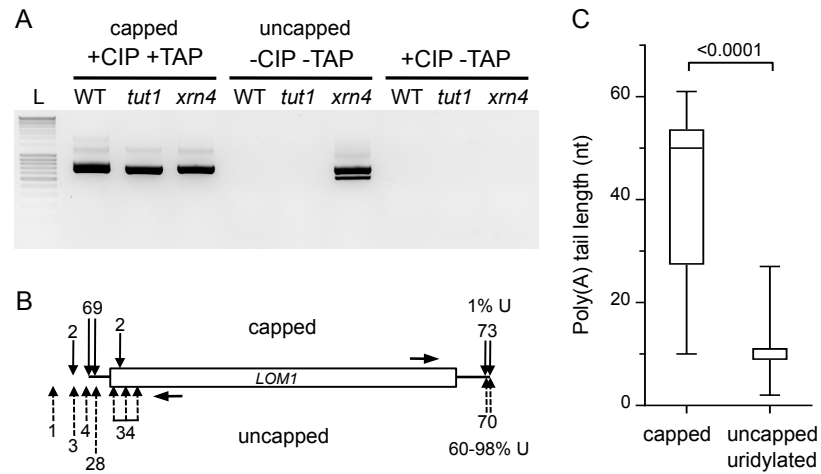 A
capped
uncapped
+CIP +TAP
-CIP -TAP
+CIP -TAP
L
WT
tut1
xrn4
WT
tut1
xrn4
WT
tut1
xrn4
B
69
2
2
capped
1% U
73
LOM1
1
3
4
28
34
uncapped
70
60-98% U
C
<0.0001
Poly(A) tail length (nt)
60
40
20
0
capped
uncapped
uridylated